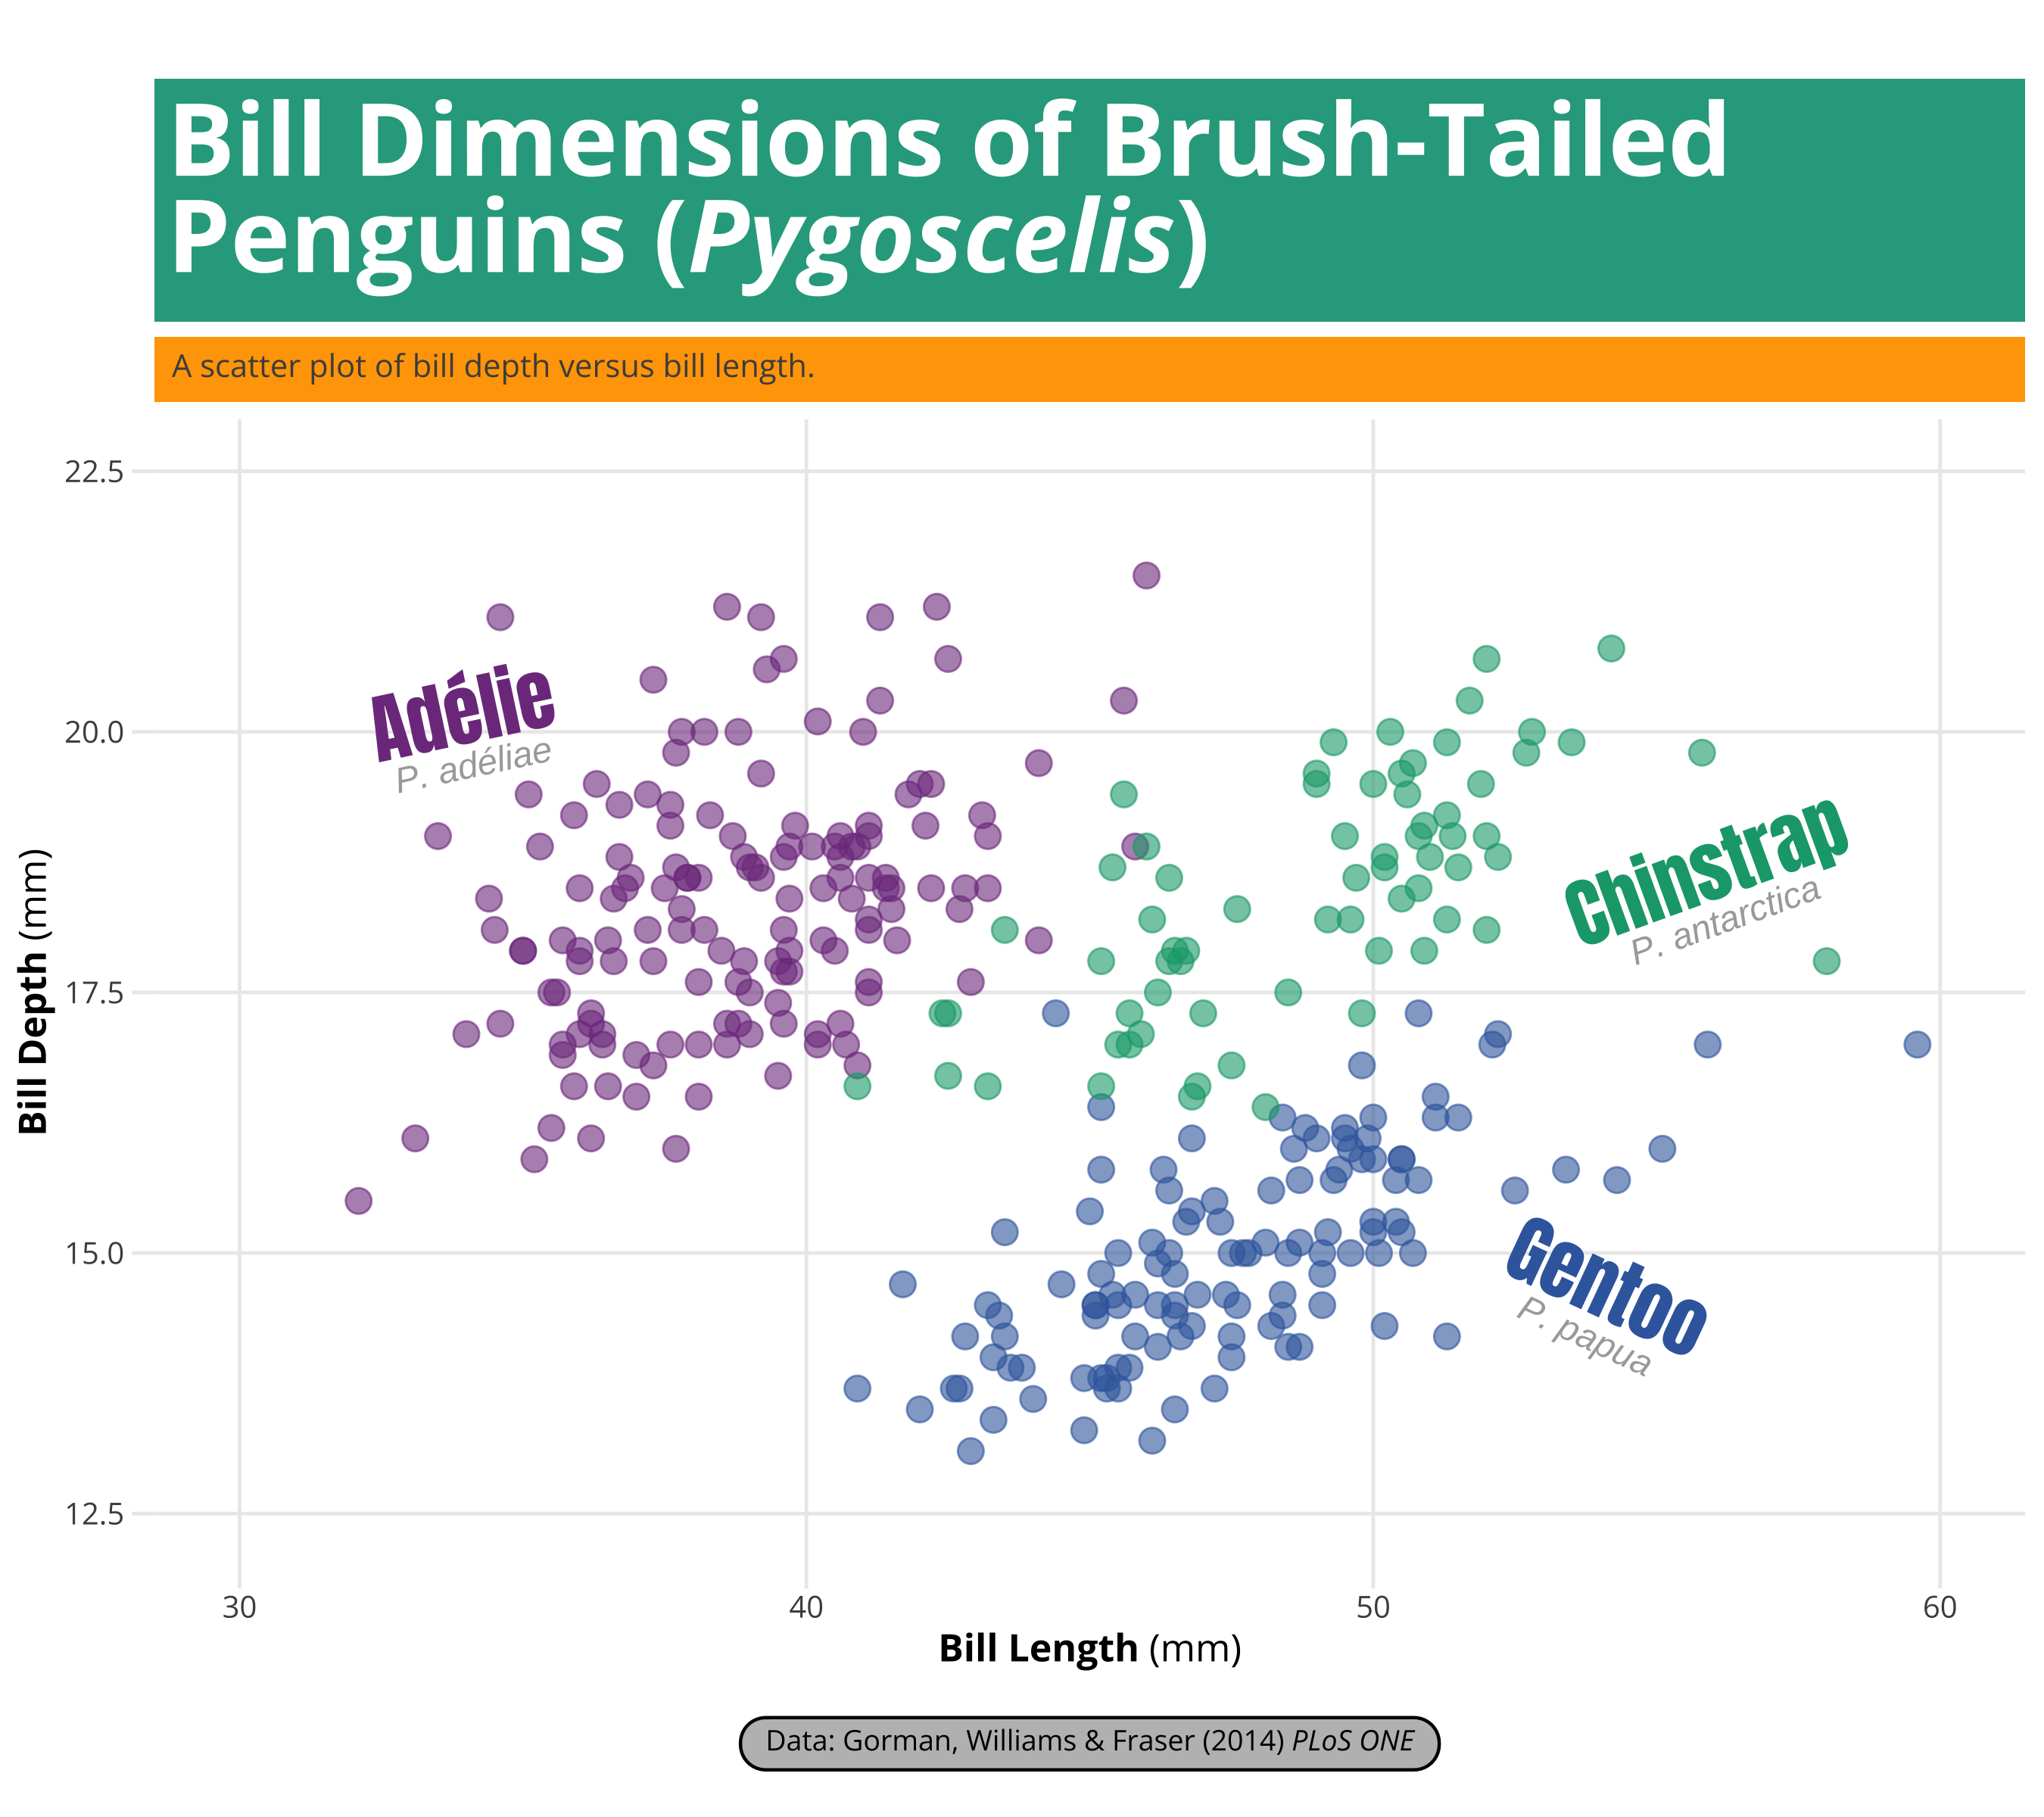 Bill Dimensions of Brush-Tailed
Penguins (Pygoscelis)
A scatter plot of bill depth versus bill length.
22.5
20.0
17.5
15.0
12.5
Bill Depth (mm)
Adélie
P. adéliae
Chinstrap
P. antarctica
Gentoo
P. papua
30
40
50
60
Bill Length (mm)
Data: Gorman, Williams & Fraser (2014) PLoS ONE